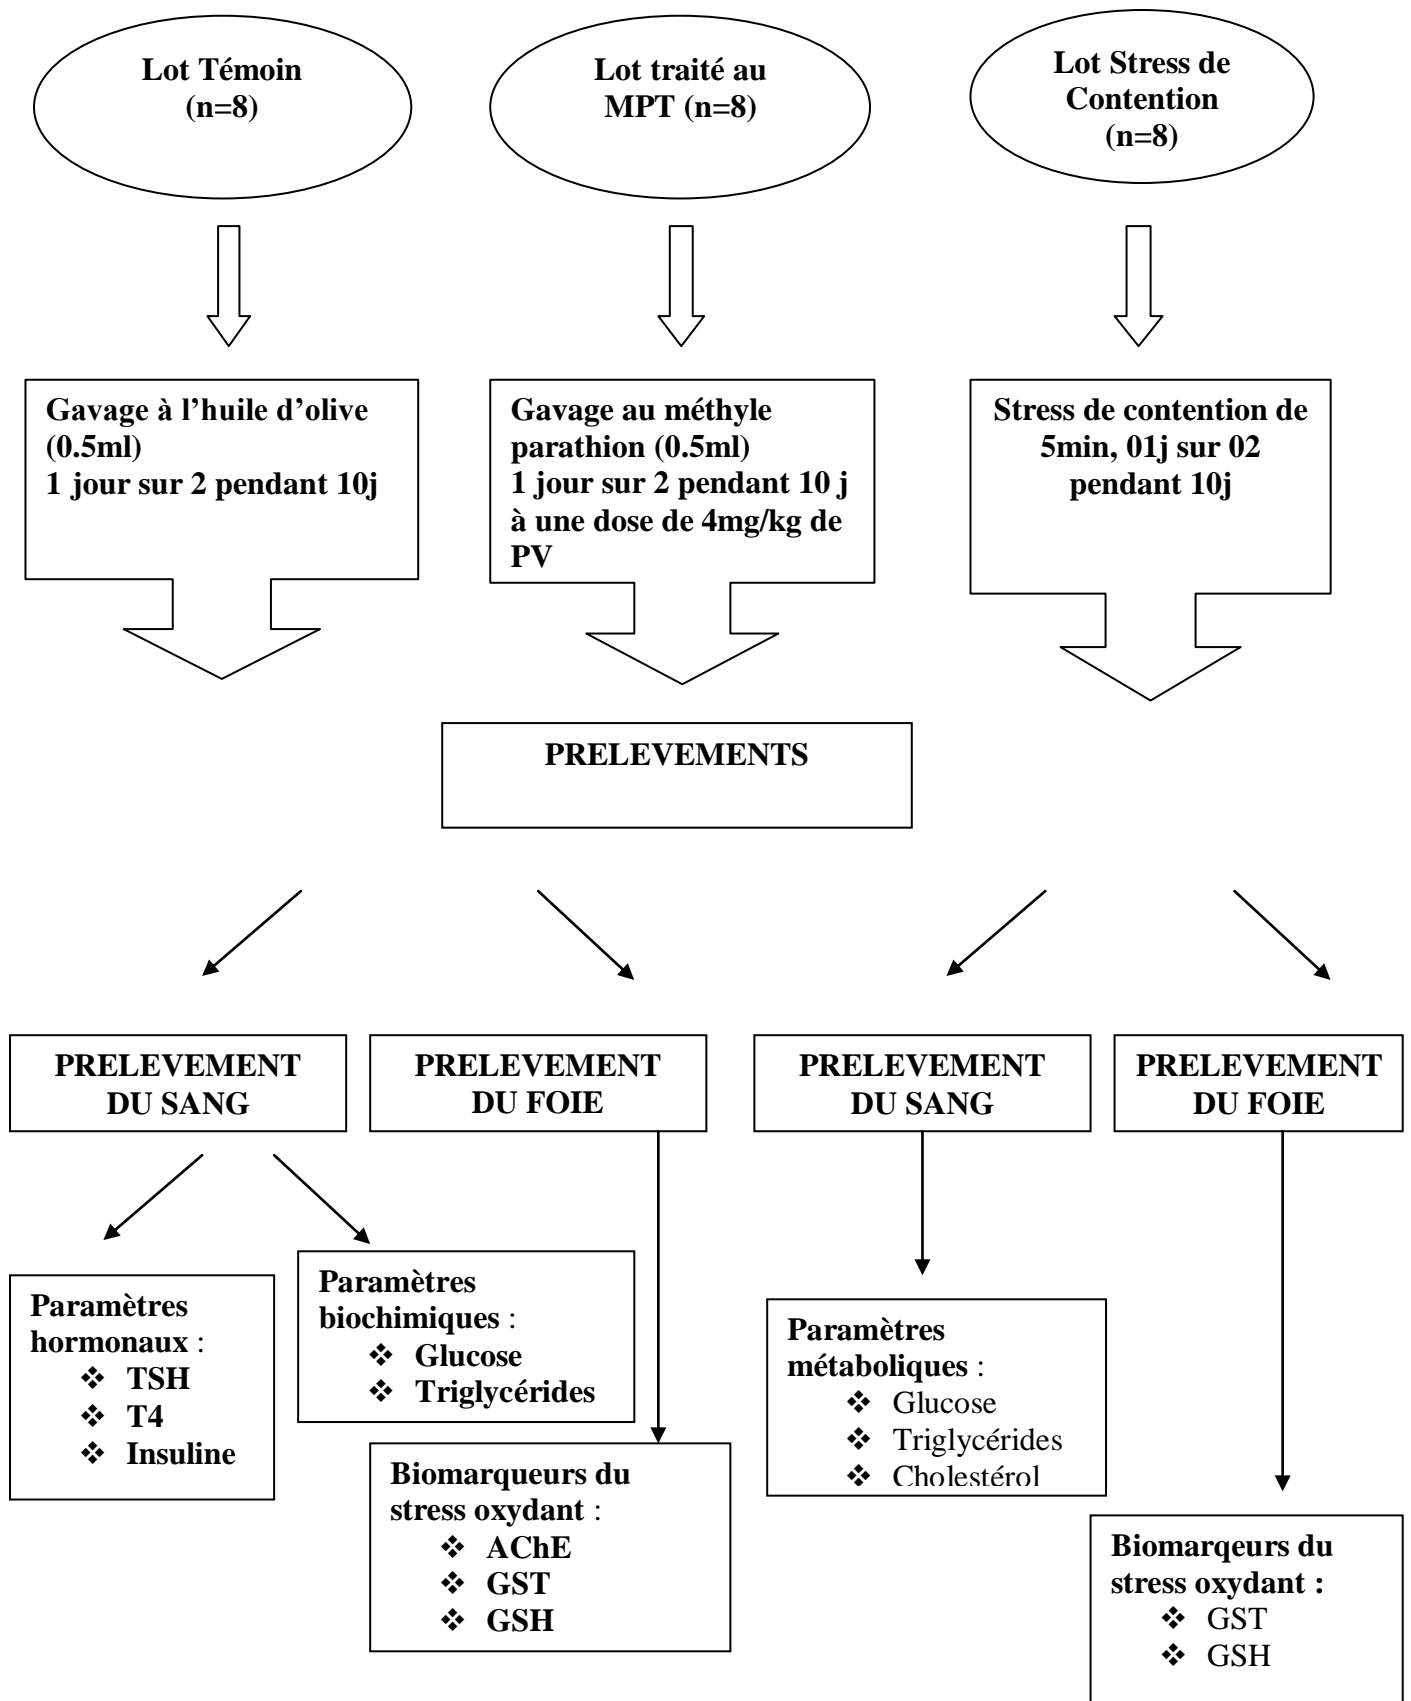 Lot Témoin
(n=8)
Lot traité au
MPT (n=8)
Lot Stress de
Contention
(n=8)
Gavage à l’huile d’olive
(0.5ml)
1 jour sur 2 pendant 10j
Gavage au méthyle
parathion (0.5ml)
1 jour sur 2 pendant 10 j
à une dose de 4mg/kg de
PV
Stress de contention de
5min, 01j sur 02
pendant 10j
PRELEVEMENTS
PRELEVEMENT
DU SANG
PRELEVEMENT
DU FOIE
PRELEVEMENT
DU SANG
PRELEVEMENT
DU FOIE
Paramètres
hormonaux :
❖ TSH
❖ T4
❖ Insuline
Paramètres
biochimiques :
❖ Glucose
❖ Triglycérides
Biomarqueurs du
stress oxydant :
❖ AChE
❖ GST
❖ GSH
Paramètres
métaboliques :
❖ Glucose
❖ Triglycérides
❖ Cholestérol
Biomarqeurs du
stress oxydant :
❖ GST
❖ GSH